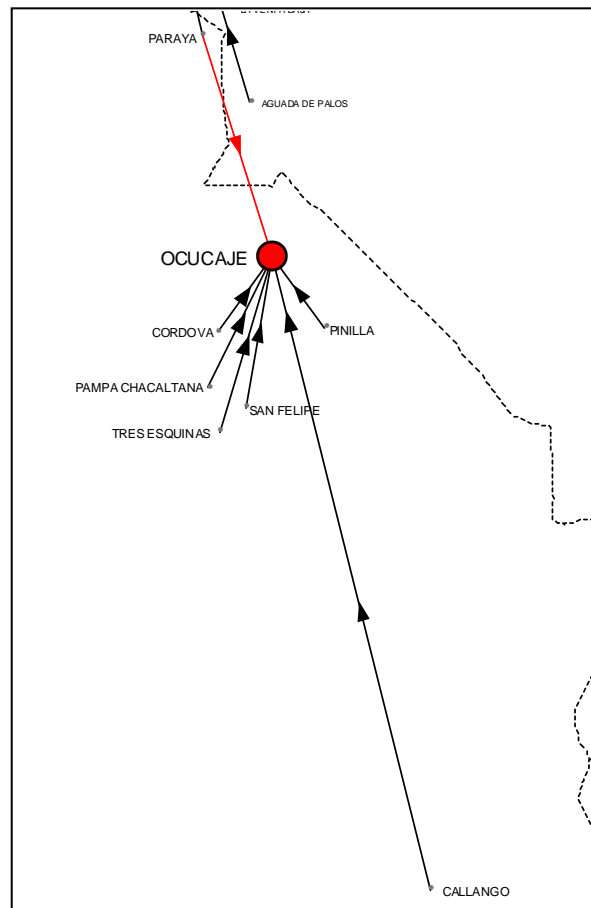 PARAYA
AGUADA DE PALOS
OCUCAJE
CORDOVA
PINILLA
PAMPA CHACALTANA
SAN FELIPE
TRES ESQUINAS
CALLANGO